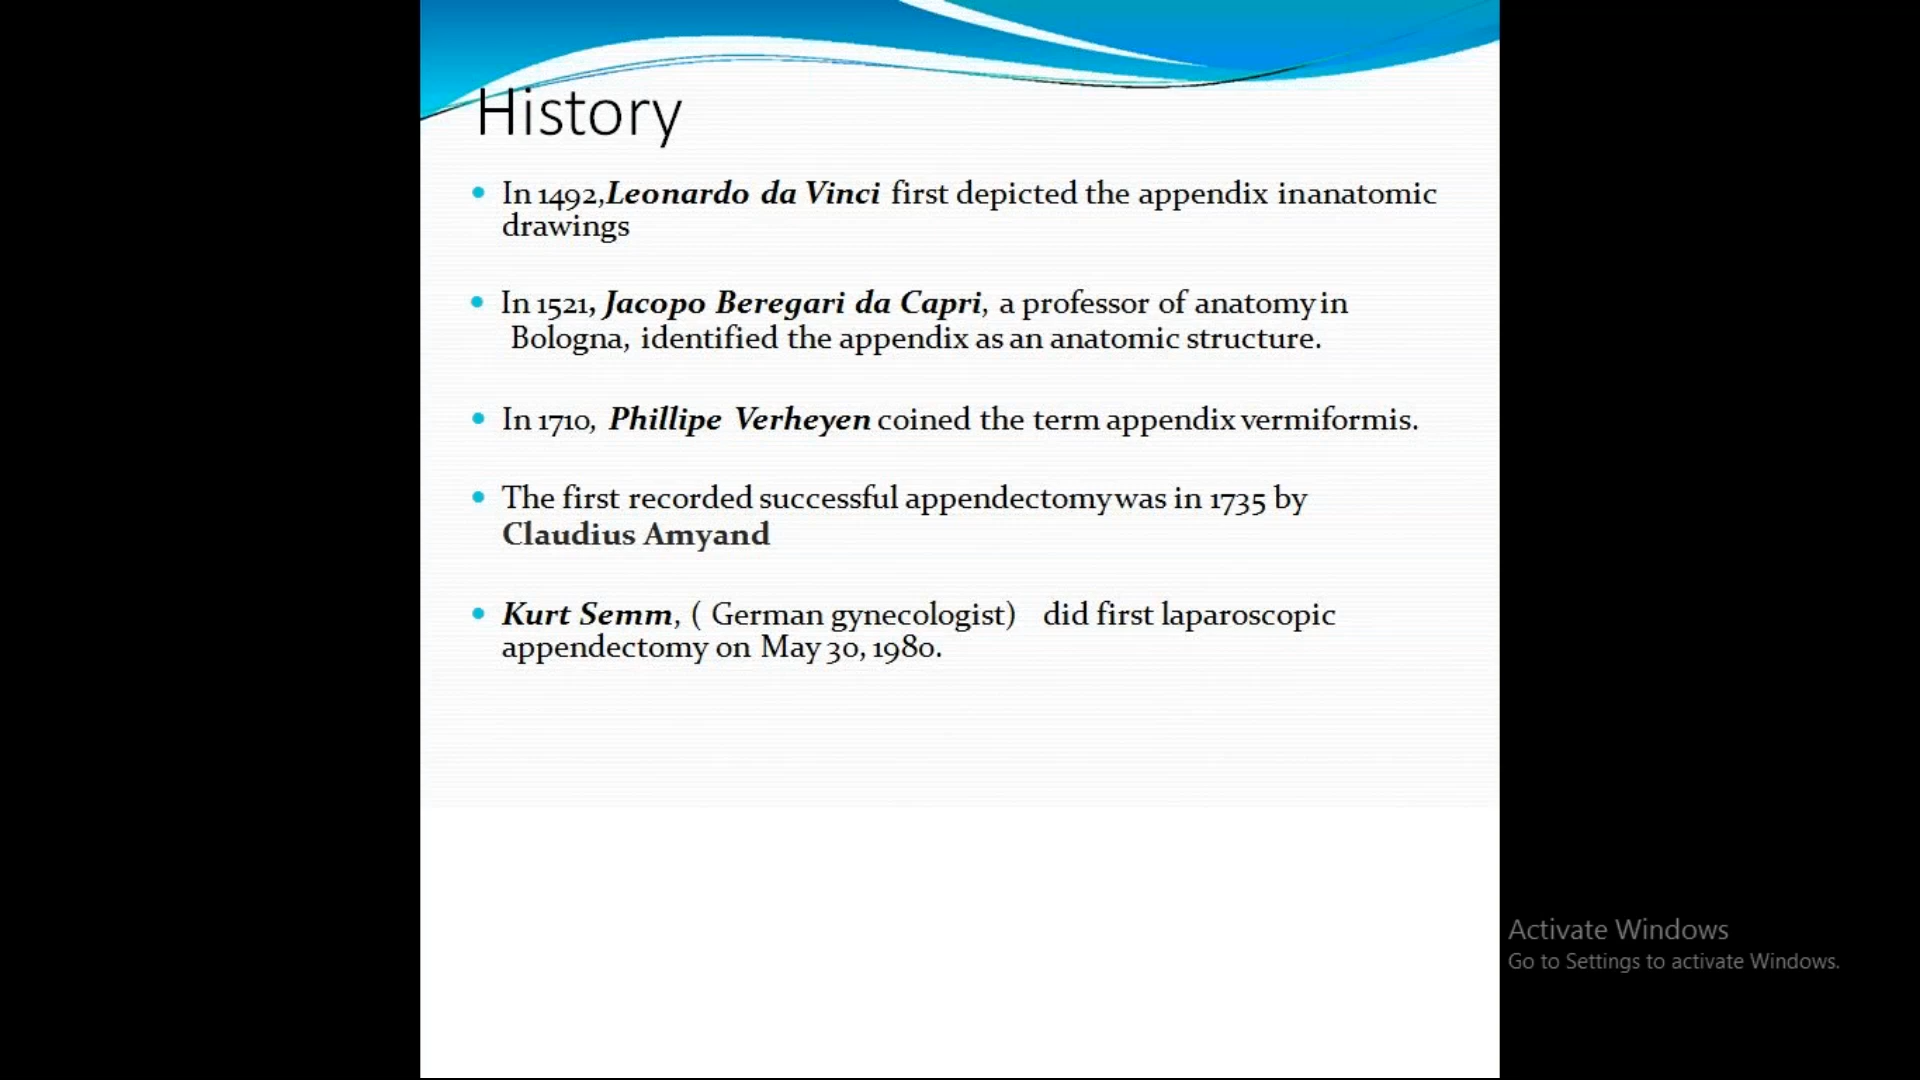 History
In 1492,Leonardo da Vinci first depicted the appendix inanatomic
drawings
In 1521, Jacopo Beregari da Capri, a professor of anatomy in
Bologna, identified the appendix as an anatomic structure.
In 1710, Phillipe Verheyen coined the term appendix vermiformis.
The first recorded successful appendectomy was in 1735 by
Claudius Amyand
Kurt Semm, ( German gynecologist) did first laparoscopic
appendectomy on May 30, 1980.
Activate Windows
Go to Settings to activate Windows.